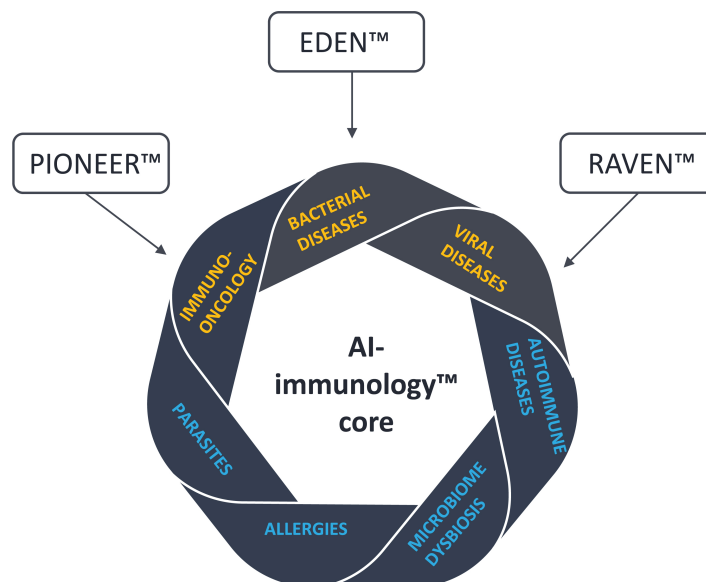 EDEN™
PIONEER™
RAVEN™
BACTERIAL
DISEASES
VIRAL
DISEASES
IMMUNO-
ONCOLOGY
AI-
immunology™
core
AUTOIMMUNE
DISEASES
PARASITES
MICROBIOME
DYSBIOSIS
ALLERGIES